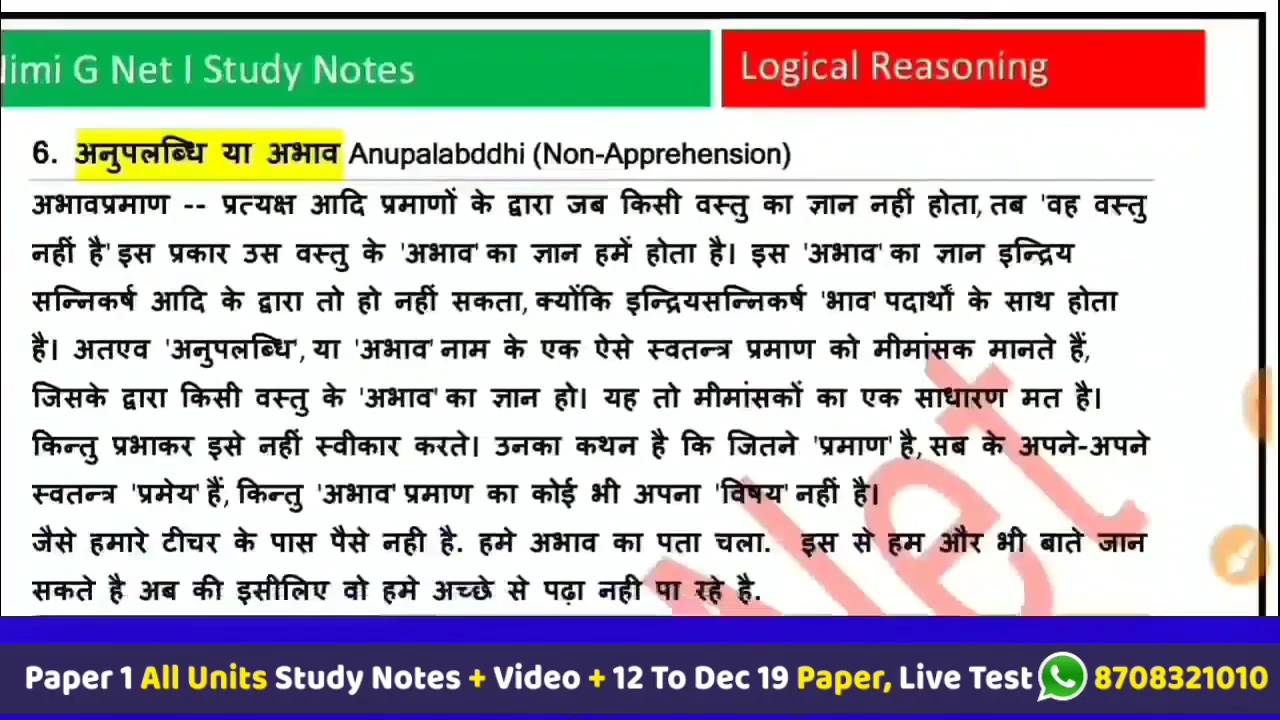 Nimi G Net I Study Notes
Logical Reasoning
6. अनुपलब्धि या अभाव Anupalabddhi (Non-Apprehension)
अभावप्रमाण -- प्रत्यक्ष आदि प्रमाणों के द्वारा जब किसी वस्तु का ज्ञान नहीं होता, तब 'वह वस्तु
नहीं है' इस प्रकार उस वस्तु के 'अभाव' का ज्ञान हमें होता है। इस 'अभाव' का ज्ञान इन्द्रिय
सन्निकर्ष आदि के द्वारा तो हो नहीं सकता, क्योंकि इन्द्रियसन्निकर्ष 'भाव' पदार्थों के साथ होता
है। अतएव 'अनुपलब्धि', या 'अभाव' नाम के एक ऐसे स्वतन्त्र प्रमाण को मीमांसक मानते हैं,
जिसके द्वारा किसी वस्तु के 'अभाव' का ज्ञान हो। यह तो मीमांसकों का एक साधारण मत है।
किन्तु प्रभाकर इसे नहीं स्वीकार करते। उनका कथन है कि जितने 'प्रमाण' है, सब के अपने-अपने
स्वतन्त्र 'प्रमेय' हैं, किन्तु 'अभाव' प्रमाण का कोई भी अपना 'विषय' नहीं है।
जैसे हमारे टीचर के पास पैसे नही है. हमे अभाव का पता चला. इस से हम और भी बाते जान
सकते है अब की इसीलिए वो हमे अच्छे से पढ़ा नही पा रहे है.
Net
Paper 1 All Units Study Notes + Video + 12 To Dec 19 Paper, Live Test 8708321010